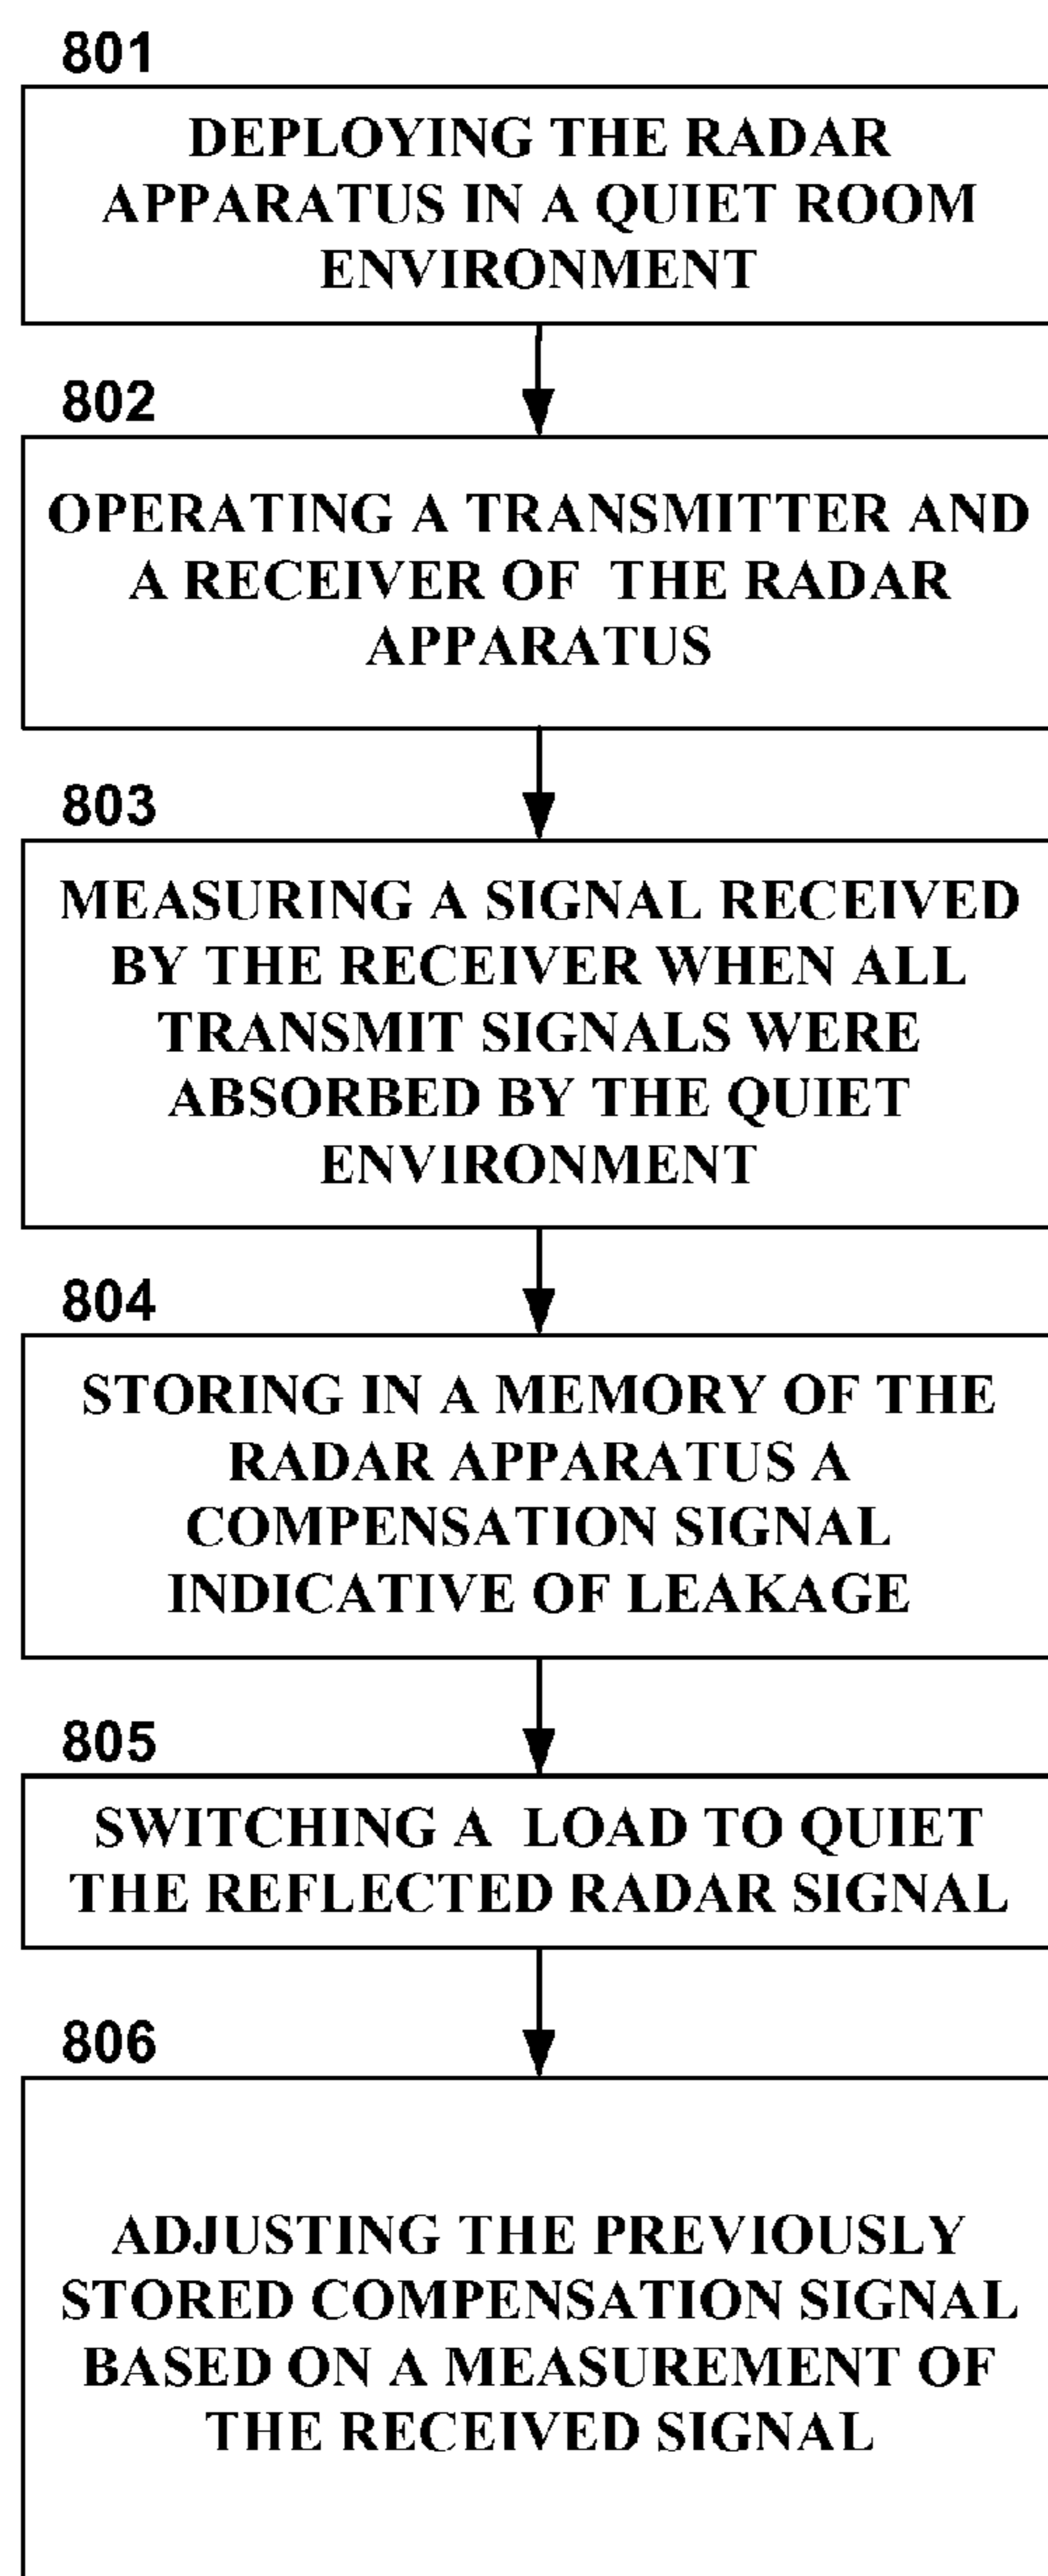 801
DEPLOYING THE RADAR
APPARATUS IN A QUIET ROOM
ENVIRONMENT
802
OPERATING A TRANSMITTER AND
A RECEIVER OF THE RADAR
APPARATUS
803
MEASURING A SIGNAL RECEIVED
BY THE RECEIVER WHEN ALL
TRANSMIT SIGNALS WERE
ABSORBED BY THE QUIET
ENVIRONMENT
804
STORING IN A MEMORY OF THE
RADAR APPARATUS A
COMPENSATION SIGNAL
INDICATIVE OF LEAKAGE
805
SWITCHING A LOAD TO QUIET
THE REFLECTED RADAR SIGNAL
806
ADJUSTING THE PREVIOUSLY
STORED COMPENSATION SIGNAL
BASED ON A MEASUREMENT OF
THE RECEIVED SIGNAL